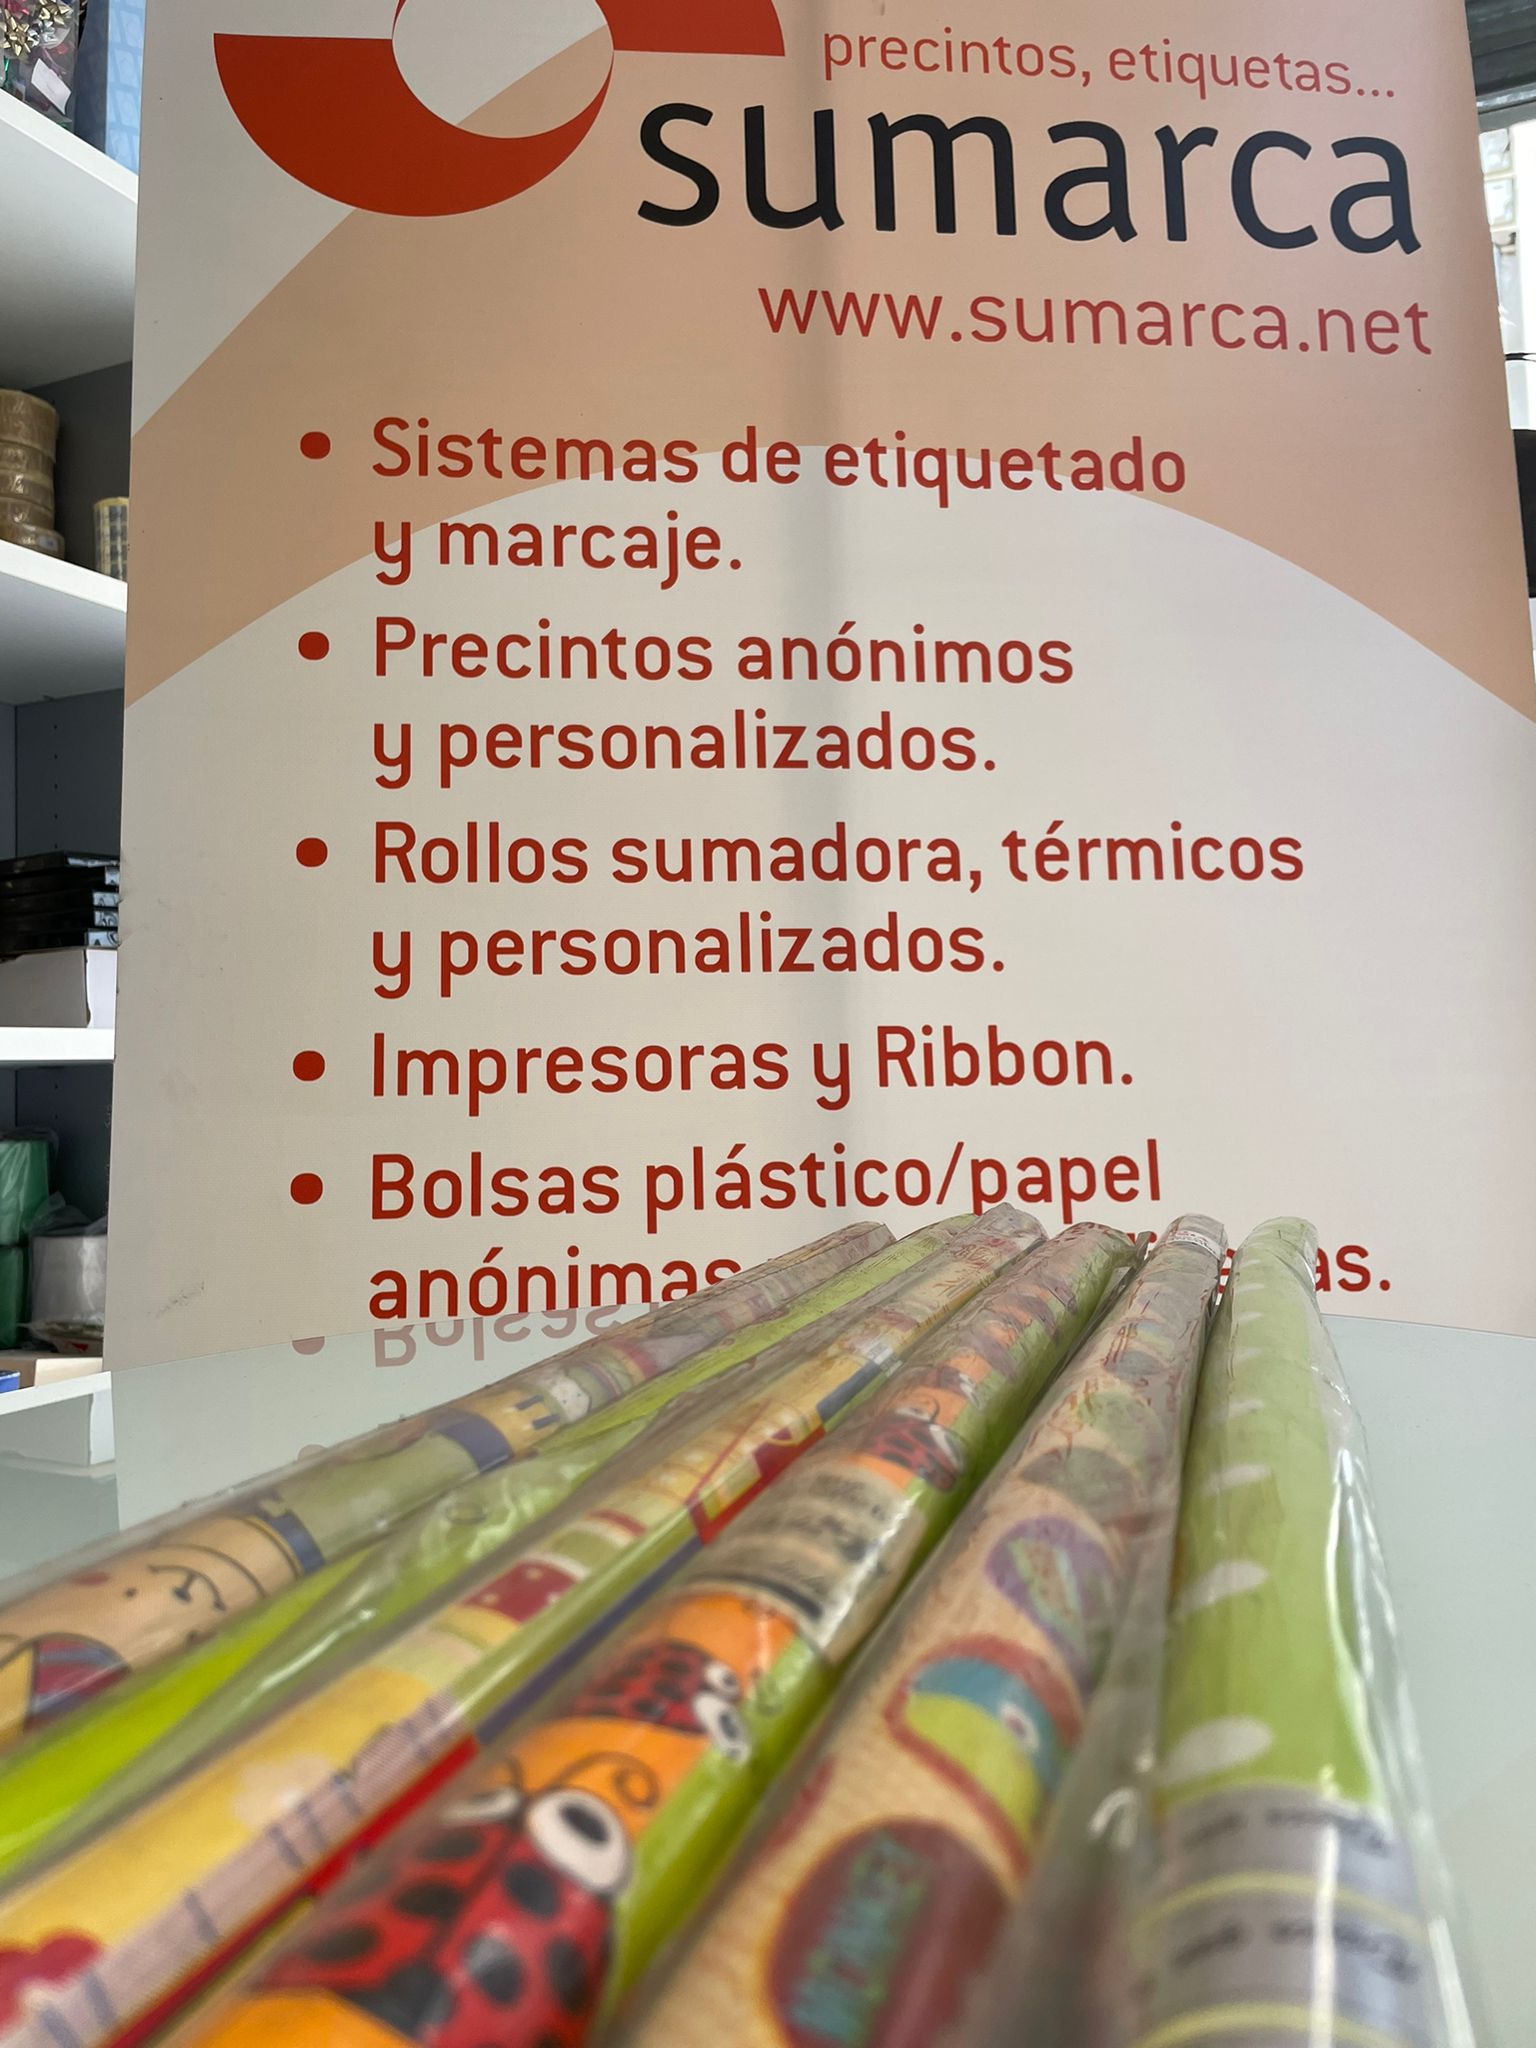 precintos, etiquetas...
sumarca
www.sumarca.net
• Sistemas de etiquetado
y marcaje.
• Precintos anónimos
y personalizados.
• Rollos sumadora, térmicos
y personalizados.
• Impresoras y Ribbon.
• Bolsas plástico/papel
anónimas